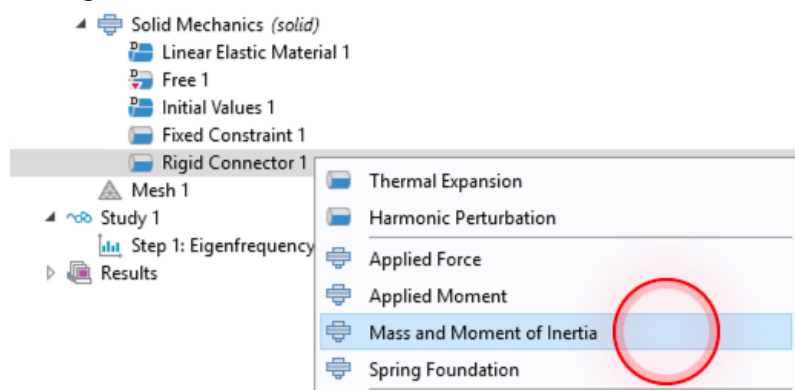 Solid Mechanics (solid)
Linear Elastic Material 1
Free 1
Initial Values 1
Fixed Constraint 1
Rigid Connector 1
Mesh 1
Study 1
Step 1: Eigenfrequency
Results
Thermal Expansion
Harmonic Perturbation
Applied Force
Applied Moment
Mass and Moment of Inertia
Spring Foundation